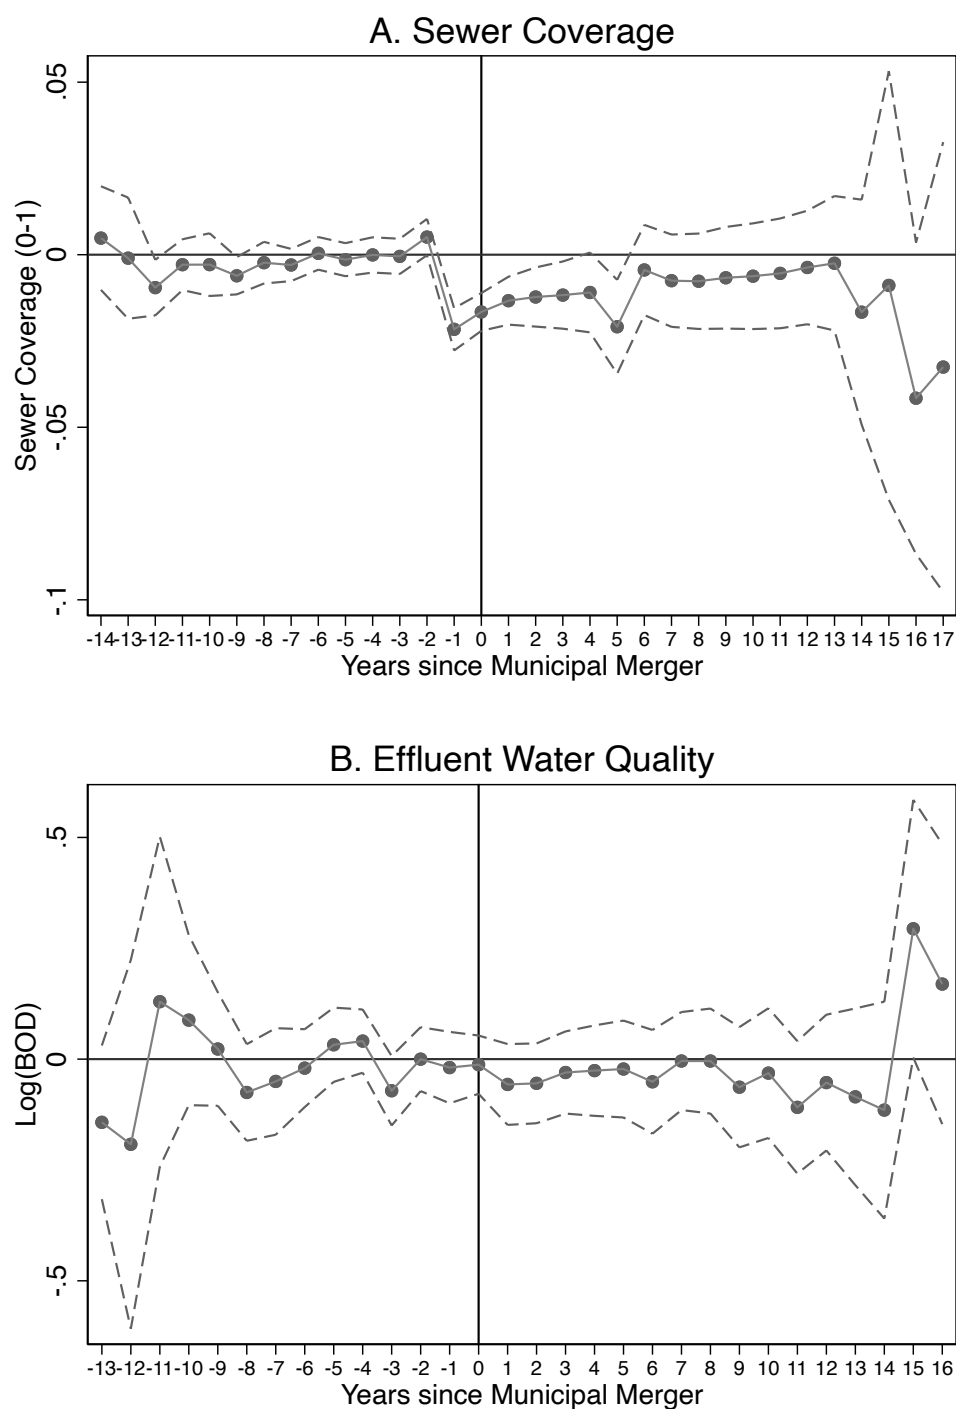 A. Sewer Coverage
Sewer Coverage (0-1)
.05
0
-.05
-.1
-14 -13 -12 -11 -10 -9 -8 -7 -6 -5 -4 -3 -2 -1 0 1 2 3 4 5 6 7 8 9 10 11 12 13 14 15 16 17
Years since Municipal Merger
B. Effluent Water Quality
Log(BOD)
.5
0
-.5
-13 -12 -11 -10 -9 -8 -7 -6 -5 -4 -3 -2 -1 0 1 2 3 4 5 6 7 8 9 10 11 12 13 14 15 16
Years since Municipal Merger